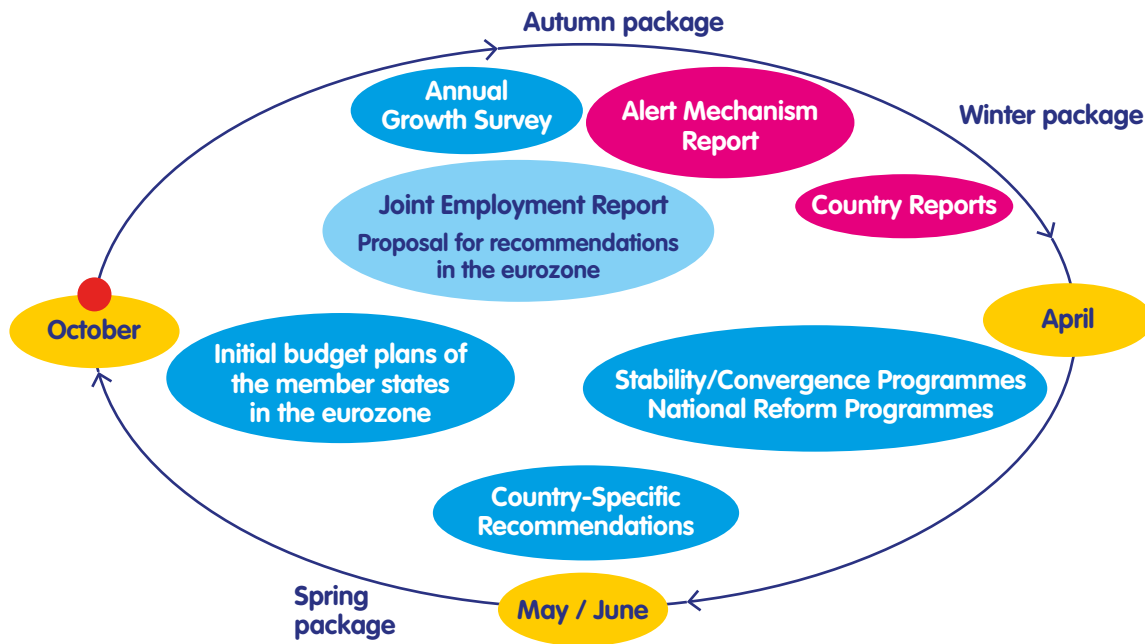 Autumn package
Annual
Growth Survey
Alert Mechanism
Report
Winter package
Joint Employment Report
Proposal for recommendations
in the eurozone
Country Reports
October
April
Initial budget plans of
the member states
in the eurozone
Stability/Convergence Programmes
National Reform Programmes
Country-Specific
Recommendations
Spring
package
May / June